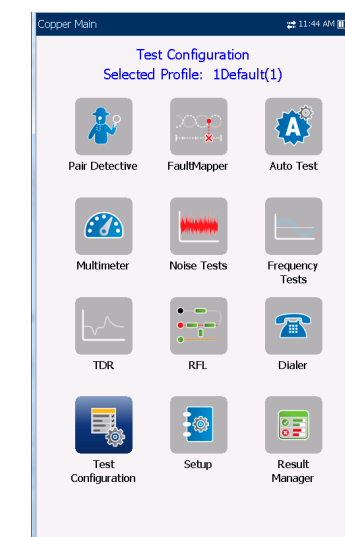 Copper Main
11:44 AM
Test Configuration
Selected Profile: 1Default(1)
A
Pair Detective
FaultMapper
Auto Test
Multimeter
Noise Tests
Frequency
Tests
TDR
RFL
Dialer
Test
Configuration
Setup
Result
Manager